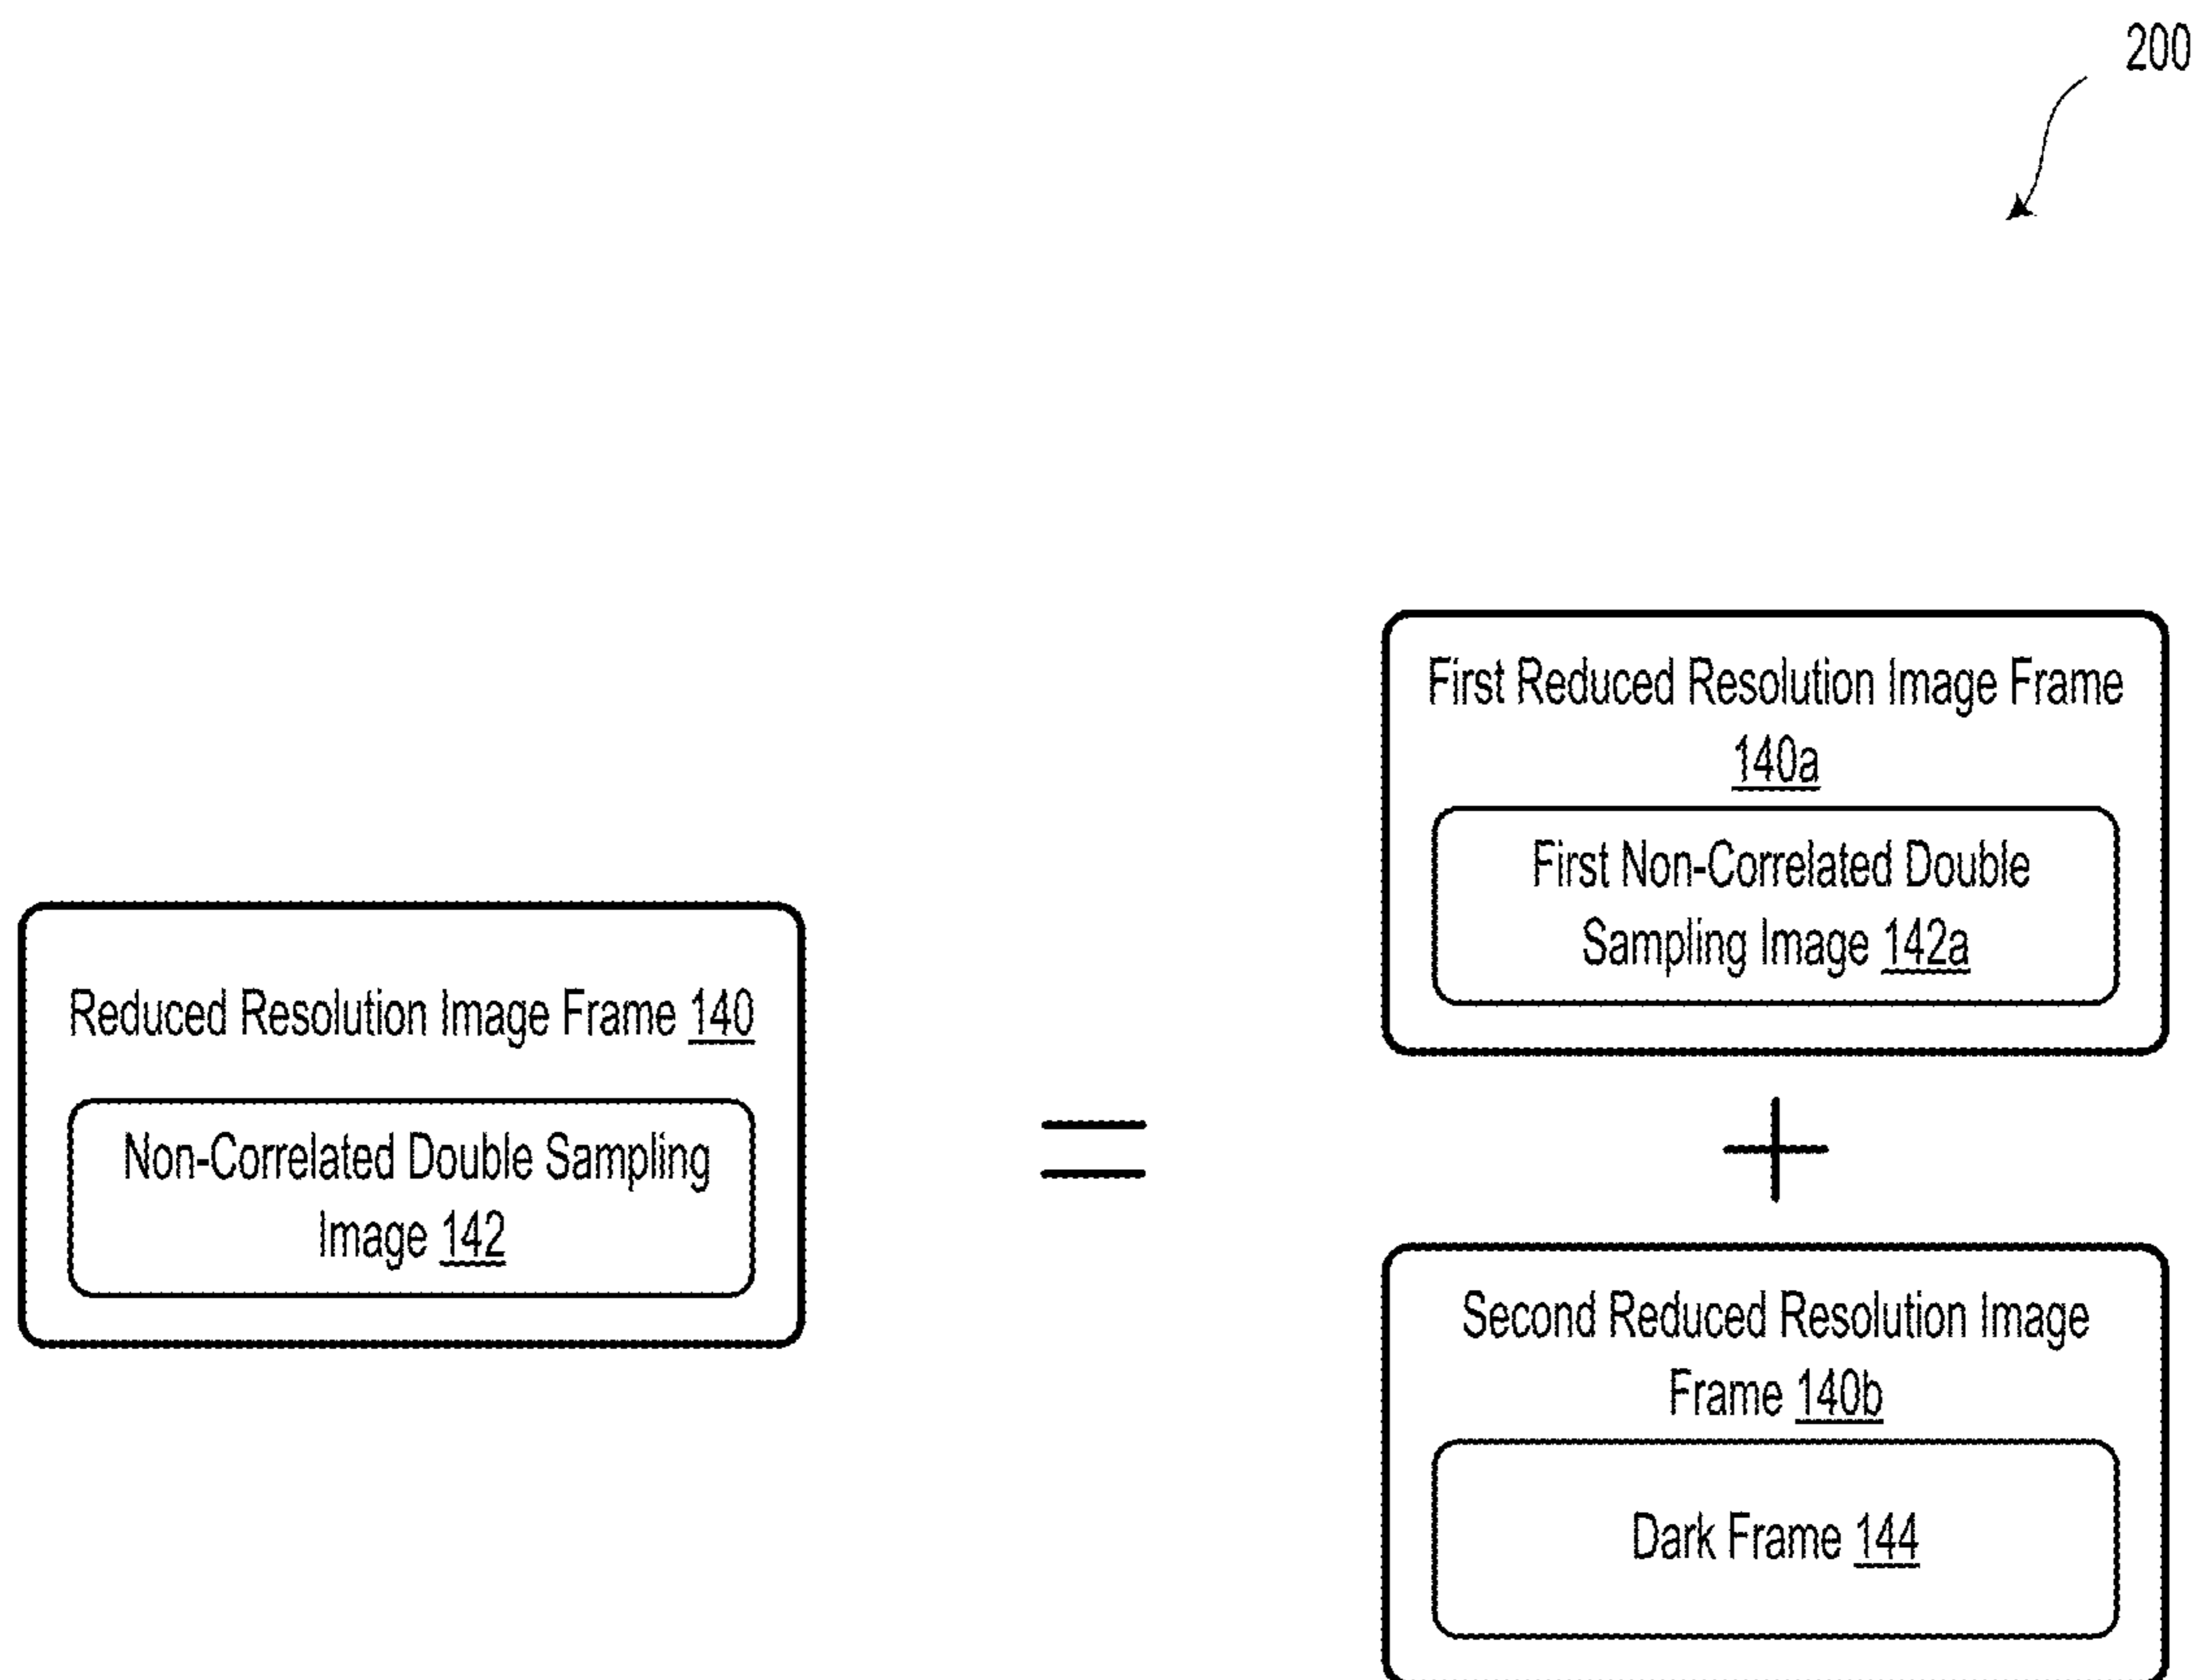 200
Reduced Resolution Image Frame 140
Non-Correlated Double Sampling
Image 142
=
First Reduced Resolution Image Frame
140a
First Non-Correlated Double
Sampling Image 142a
+
Second Reduced Resolution Image
Frame 140b
Dark Frame 144